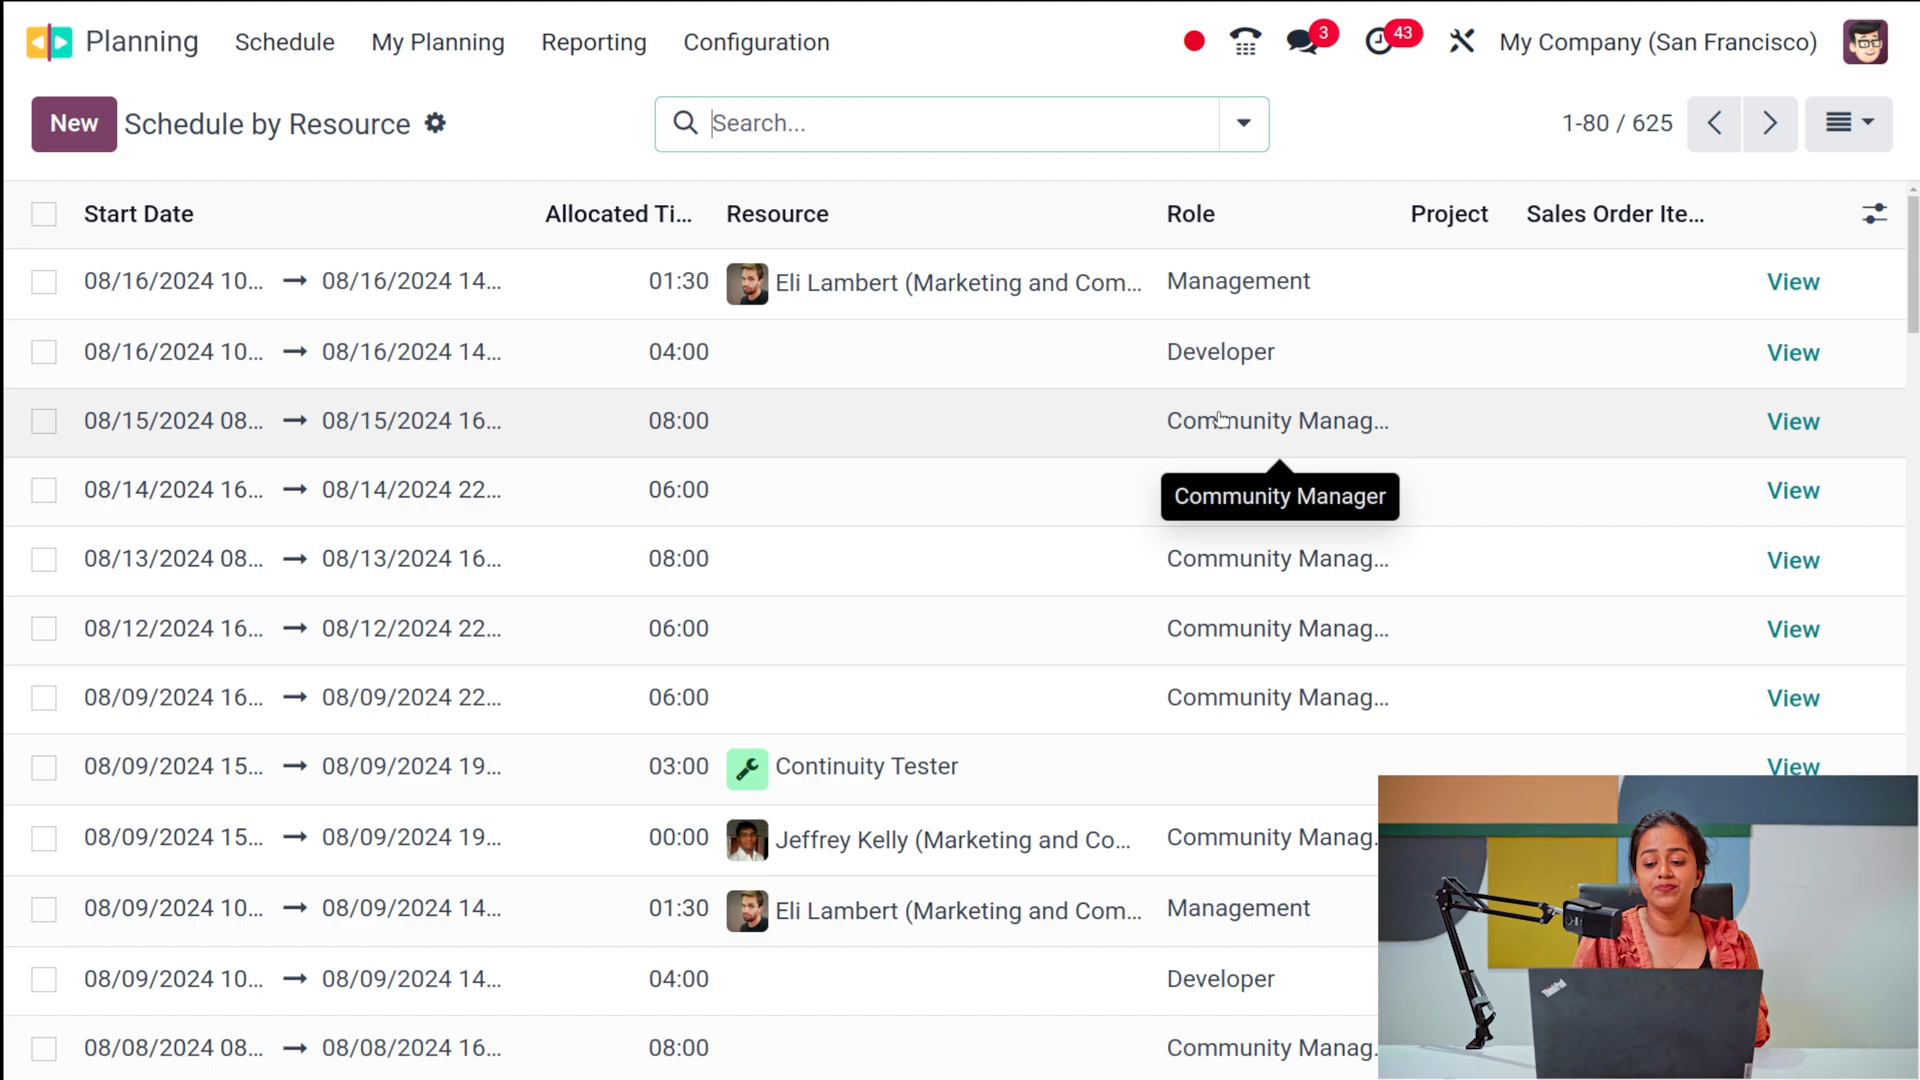 Planning Schedule My Planning Reporting Configuration 3 43 My Company (San Francisco)
New Schedule by Resource Search... 1-80 / 625
Start Date Allocated Ti... Resource Role Project Sales Order Ite...
08/16/2024 10... → 08/16/2024 14... 01:30 Eli Lambert (Marketing and Com... Management View
08/16/2024 10... → 08/16/2024 14... 04:00 Developer View
08/15/2024 08... → 08/15/2024 16... 08:00 Community Manag... View
08/14/2024 16... → 08/14/2024 22... 06:00 Community Manager View
08/13/2024 08... → 08/13/2024 16... 08:00 Community Manag... View
08/12/2024 16... → 08/12/2024 22... 06:00 Community Manag... View
08/09/2024 16... → 08/09/2024 22... 06:00 Community Manag... View
08/09/2024 15... → 08/09/2024 19... 03:00 Continuity Tester View
08/09/2024 15... → 08/09/2024 19... 00:00 Jeffrey Kelly (Marketing and Co... Community Manag.
08/09/2024 10... → 08/09/2024 14... 01:30 Eli Lambert (Marketing and Com... Management
08/09/2024 10... → 08/09/2024 14... 04:00 Developer
08/08/2024 08... → 08/08/2024 16... 08:00 Community Manag.
ThinkPad